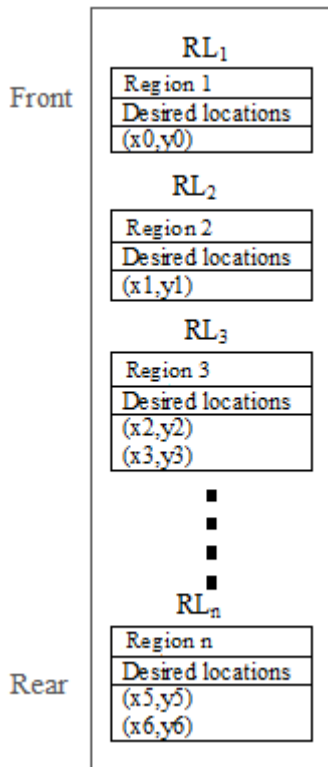 RL1
Front
Region 1
Desired locations
(x0,y0)
RL2
Region 2
Desired locations
(x1,y1)
RL3
Region 3
Desired locations
(x2,y2)
(x3,y3)
RLn
Region n
Rear
Desired locations
(x5,y5)
(x6,y6)